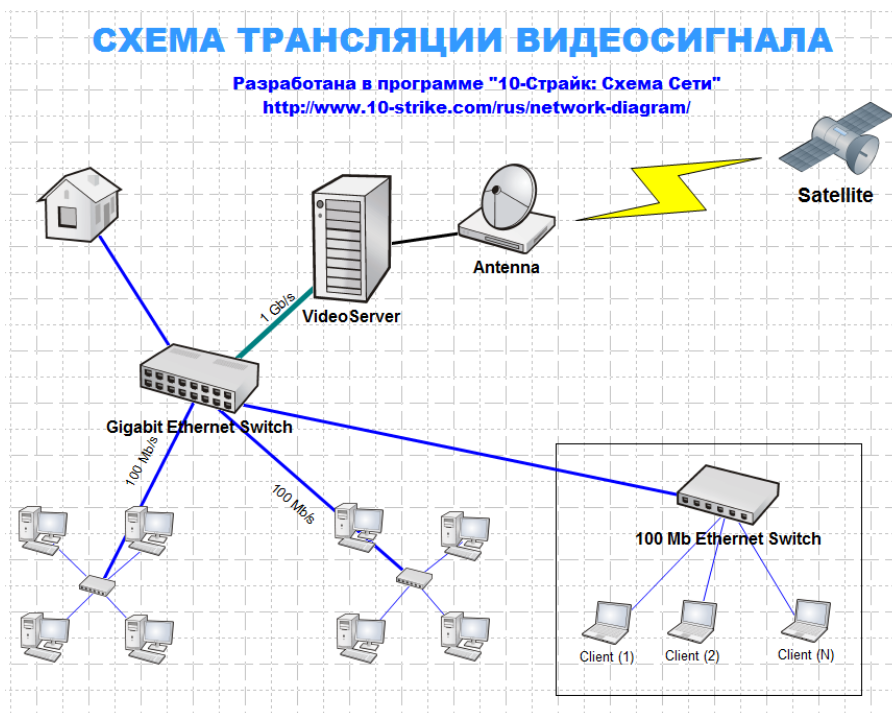 СХЕМА ТРАНСЛЯЦИИ ВИДЕОСИГНАЛА
Разработана в программе "10-Страйк: Схема Сети"
http://www.10-strike.com/rus/network-diagram/
Satellite
Antenna
1 Gb/s
VideoServer
Gigabit Ethernet Switch
100 Mb/s
100 Mb/s
100 Mb Ethernet Switch
Client (1)
Client (2)
Client (N)